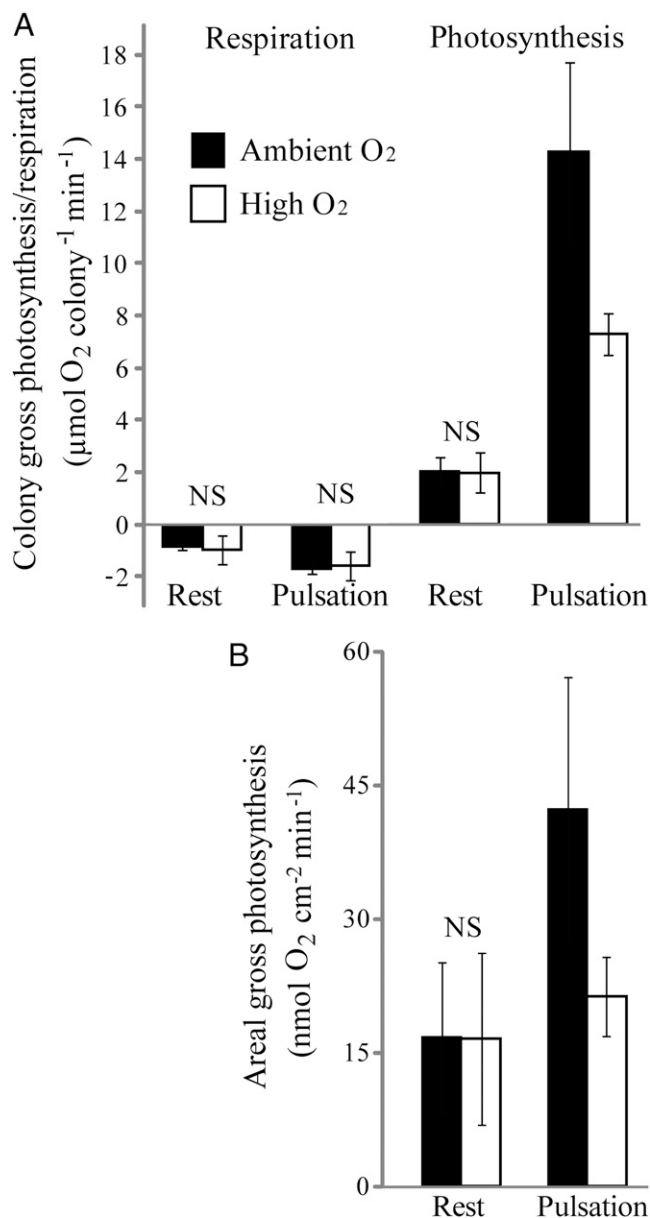 A
Respiration
Photosynthesis
Colony gross photosynthesis/respiration
(μmol O2 colony-1 min-1)
18
16
14
12
10
8
6
4
2
0
-2
Ambient O2
High O2
NS
NS
NS
Rest
Pulsation
Rest
Pulsation
B
Areal gross photosynthesis
(nmol O2 cm-2 min-1)
60
45
30
15
0
NS
Rest
Pulsation